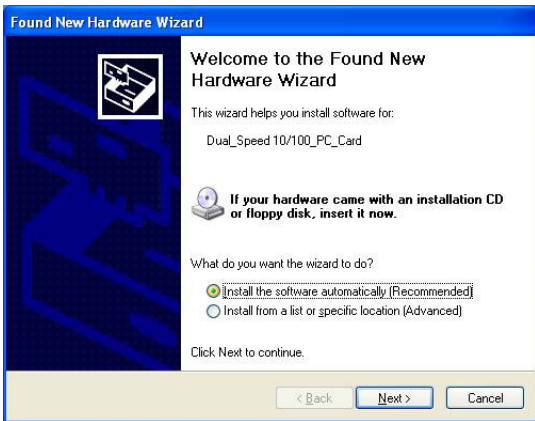 Found New Hardware Wizard
Welcome to the Found New
Hardware Wizard
This wizard helps you install software for:
Dual_Speed 10/100_PC_Card
If your hardware came with an installation CD
or floppy disk, insert it now.
What do you want the wizard to do?
Install the software automatically (Recommended)
Install from a list or specific location (Advanced)
Click Next to continue.
< Back Next > Cancel